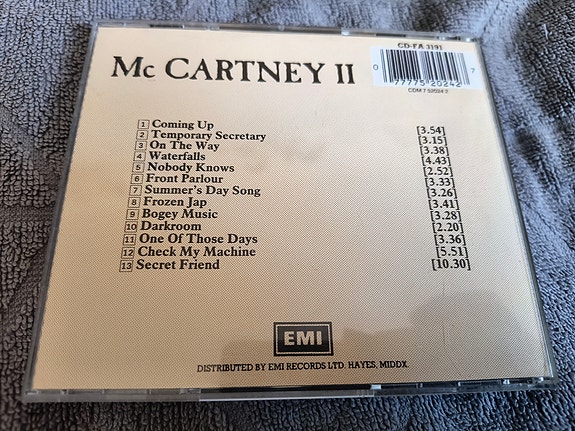 Mc CARTNEY II
CD-FA 3191
0 77775 20242 7
CDM 7 52024 2
1 Coming Up [3.54]
2 Temporary Secretary [3.15]
3 On The Way [3.38]
4 Waterfalls [4.43]
5 Nobody Knows [2.52]
6 Front Parlour [3.33]
7 Summer's Day Song [3.26]
8 Frozen Jap [3.41]
9 Bogey Music [3.28]
10 Darkroom [2.20]
11 One Of Those Days [3.36]
12 Check My Machine [5.51]
13 Secret Friend [10.30]
EMI
DISTRIBUTED BY EMI RECORDS LTD. HAYES, MIDDX.